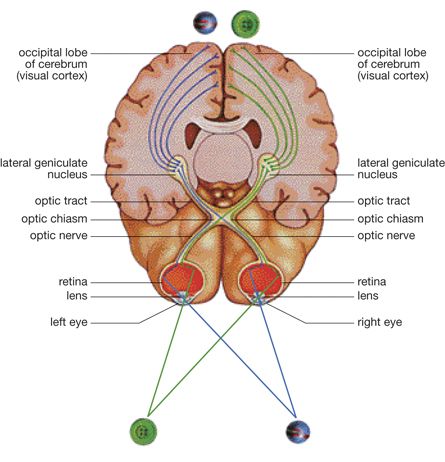 occipital lobe
of cerebrum
(visual cortex)
occipital lobe
of cerebrum
(visual cortex)
lateral geniculate
nucleus
lateral geniculate
nucleus
optic tract
optic tract
optic chiasm
optic chiasm
optic nerve
optic nerve
retina
retina
lens
lens
left eye
right eye